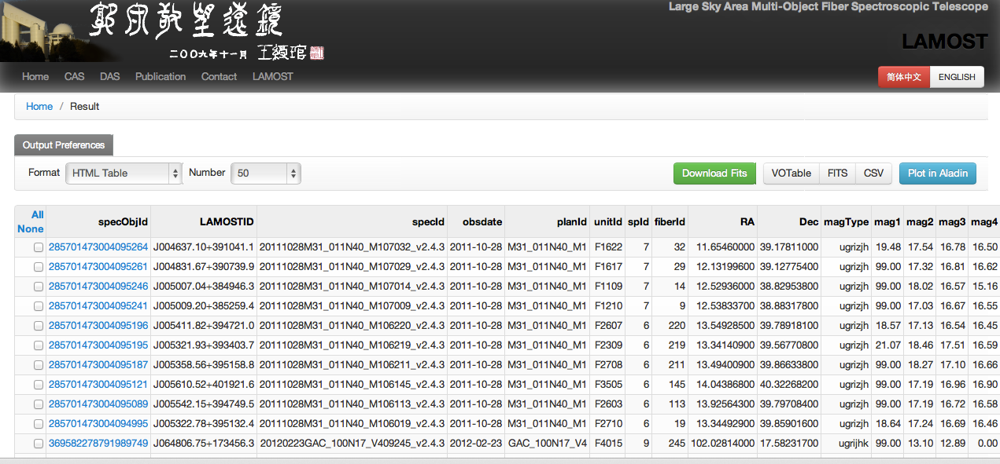 Large Sky Area Multi-Object Fiber Spectroscopic Telescope
郭守敬望远镜
LAMOST
二〇〇九年十一月 王绶琯
Home CAS DAS Publication Contact LAMOST
简体中文 ENGLISH
Home / Result
Output Preferences
Format HTML Table Number 50 Download Fits VOTable FITS CSV Plot in Aladin
All None specObjId LAMOSTID specId obsdate planId unitId spId fiberId RA Dec magType mag1 mag2 mag3 mag4
285701473004095264 J004637.10+391041.1 20111028M31_011N40_M107032_v2.4.3 2011-10-28 M31_011N40_M1 F1622 7 32 11.65460000 39.17811000 ugrizjh 19.48 17.54 16.78 16.50
285701473004095261 J004831.67+390739.9 20111028M31_011N40_M107029_v2.4.3 2011-10-28 M31_011N40_M1 F1617 7 29 12.13199600 39.12775400 ugrizjh 99.00 17.32 16.81 16.62
285701473004095246 J005007.04+384946.3 20111028M31_011N40_M107014_v2.4.3 2011-10-28 M31_011N40_M1 F1109 7 14 12.52936000 38.82953800 ugrizjh 99.00 18.02 16.57 15.16
285701473004095241 J005009.20+385259.4 20111028M31_011N40_M107009_v2.4.3 2011-10-28 M31_011N40_M1 F1210 7 9 12.53833700 38.88317800 ugrizjh 99.00 17.03 16.67 16.55
285701473004095196 J005411.82+394721.0 20111028M31_011N40_M106220_v2.4.3 2011-10-28 M31_011N40_M1 F2607 6 220 13.54928500 39.78918100 ugrizjh 18.57 17.13 16.54 16.45
285701473004095195 J005321.93+393403.7 20111028M31_011N40_M106219_v2.4.3 2011-10-28 M31_011N40_M1 F2309 6 219 13.34140900 39.56770800 ugrizjh 21.07 18.46 17.51 16.59
285701473004095187 J005358.56+395158.8 20111028M31_011N40_M106211_v2.4.3 2011-10-28 M31_011N40_M1 F2708 6 211 13.49400900 39.86633800 ugrizjh 99.00 18.27 17.10 16.66
285701473004095121 J005610.52+401921.6 20111028M31_011N40_M106145_v2.4.3 2011-10-28 M31_011N40_M1 F3505 6 145 14.04386800 40.32268200 ugrizjh 99.00 17.19 16.96 16.90
285701473004095089 J005542.15+394749.5 20111028M31_011N40_M106113_v2.4.3 2011-10-28 M31_011N40_M1 F2603 6 113 13.92564300 39.79708400 ugrizjh 99.00 17.19 16.72 16.58
285701473004094995 J005322.78+395132.4 20111028M31_011N40_M106019_v2.4.3 2011-10-28 M31_011N40_M1 F2710 6 19 13.34492900 39.85901600 ugrizjh 18.64 17.24 16.69 16.46
369582278791989749 J064806.75+173456.3 20120223GAC_100N17_V409245_v2.4.3 2012-02-23 GAC_100N17_V4 F4015 9 245 102.02814000 17.58231700 ugrijhk 99.00 13.10 12.89 0.00